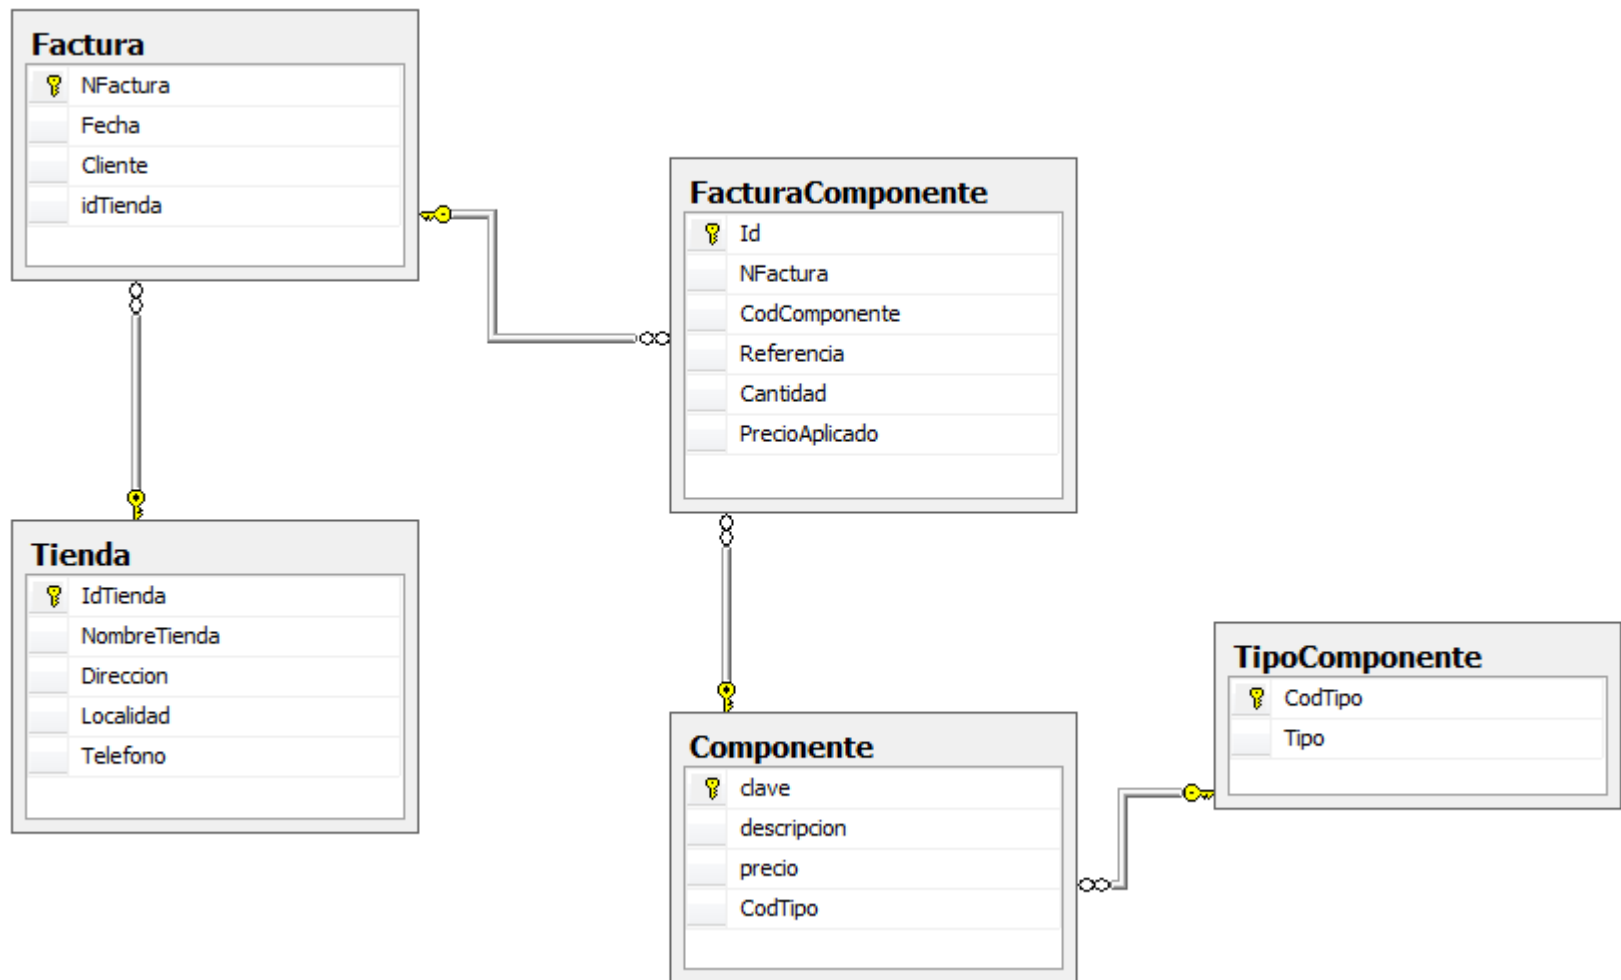 Factura
NFactura
Fecha
Cliente
idTienda
FacturaComponente
Id
NFactura
CodComponente
Referencia
Cantidad
PrecioAplicado
Tienda
IdTienda
NombreTienda
Direccion
Localidad
Telefono
Componente
clave
descripcion
precio
CodTipo
TipoComponente
CodTipo
Tipo